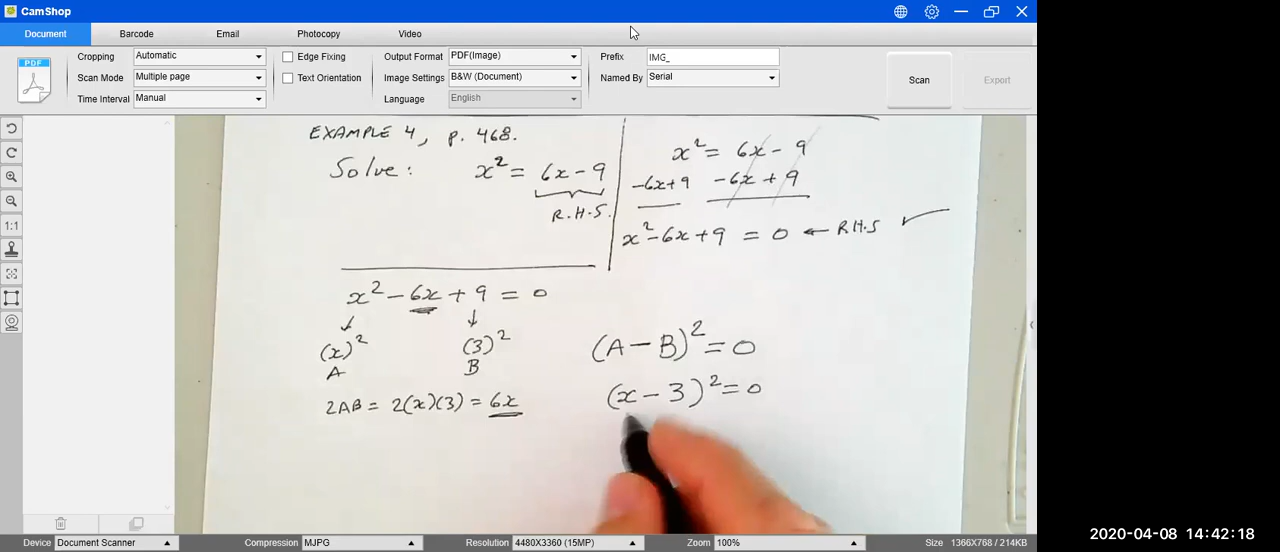 CamShop
Document Barcode Email Photocopy Video
Cropping Automatic Edge Fixing Output Format PDF(Image) Prefix IMG_
PDF Scan Mode Multiple page Text Orientation Image Settings B&W (Document) Named By Serial Scan Export
Time Interval Manual Language English
EXAMPLE 4, p. 468.
Solve: x² = 6x - 9
R.H.S.
x² = 6x - 9
-6x+9 -6x + 9
x²-6x+9 = 0 ← R.H.S ✓
x² - 6x + 9 = 0
↓ ↓
(x)² (3)²
A B
2AB = 2(x)(3) = 6x
(A - B)² = 0
(x - 3)² = 0
1:1
Device Document Scanner Compression MJPG Resolution 4480X3360 (15MP) Zoom 100% Size 1366X768 / 214KB
2020-04-08 14:42:18